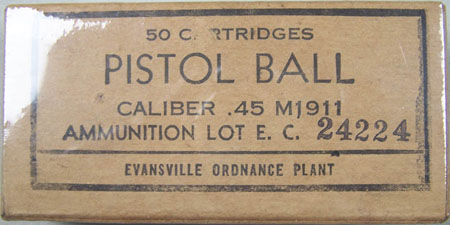 50 C RTRIDGES
PISTOL BALL
CALIBER .45 M1911
AMMUNITION LOT E. C. 24224
EVANSVILLE ORDNANCE PLANT